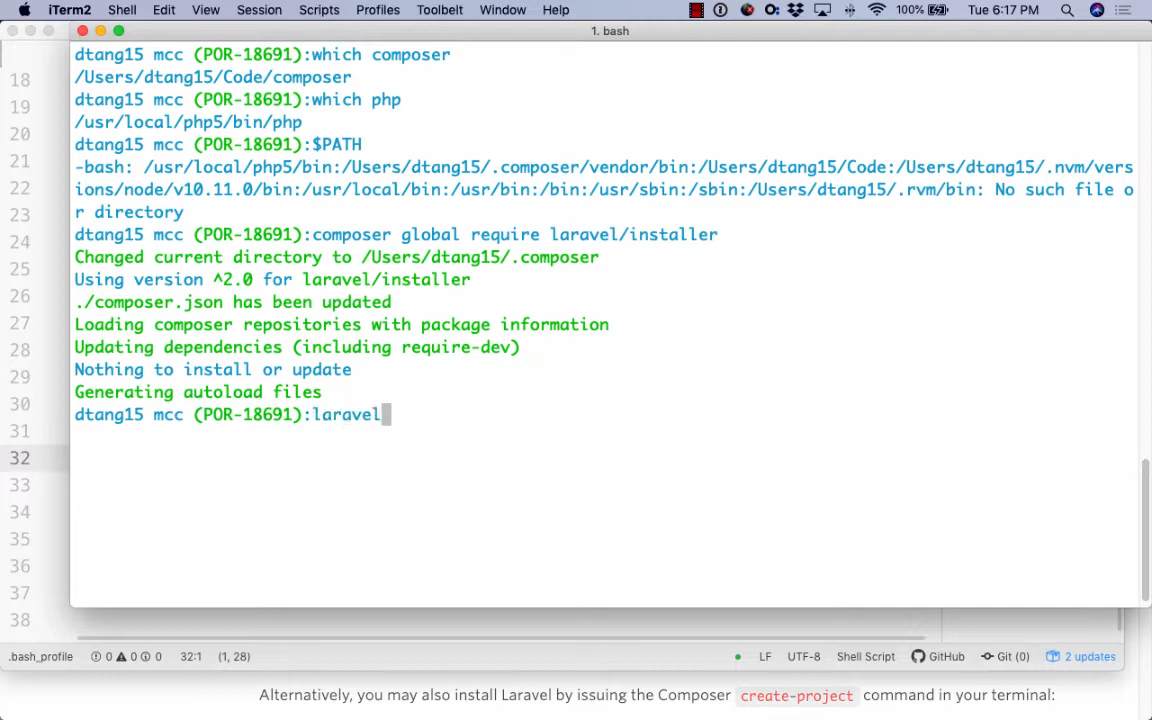 iTerm2 Shell Edit View Session Scripts Profiles Toolbelt Window Help 100% Tue 6:17 PM
1. bash
dtang15 mcc (POR-18691):which composer
/Users/dtang15/Code/composer
dtang15 mcc (POR-18691):which php
/usr/local/php5/bin/php
dtang15 mcc (POR-18691):$PATH
-bash: /usr/local/php5/bin:/Users/dtang15/.composer/vendor/bin:/Users/dtang15/Code:/Users/dtang15/.nvm/vers
ions/node/v10.11.0/bin:/usr/local/bin:/usr/bin:/bin:/usr/sbin:/sbin:/Users/dtang15/.rvm/bin: No such file o
r directory
dtang15 mcc (POR-18691):composer global require laravel/installer
Changed current directory to /Users/dtang15/.composer
Using version ^2.0 for laravel/installer
./composer.json has been updated
Loading composer repositories with package information
Updating dependencies (including require-dev)
Nothing to install or update
Generating autoload files
dtang15 mcc (POR-18691):laravel
18
19
20
21
22
23
24
25
26
27
28
29
30
31
32
33
34
35
36
37
38
.bash_profile 0 0 0 32:1 (1, 28) LF UTF-8 Shell Script GitHub Git (0) 2 updates
Alternatively, you may also install Laravel by issuing the Composer create-project command in your terminal: